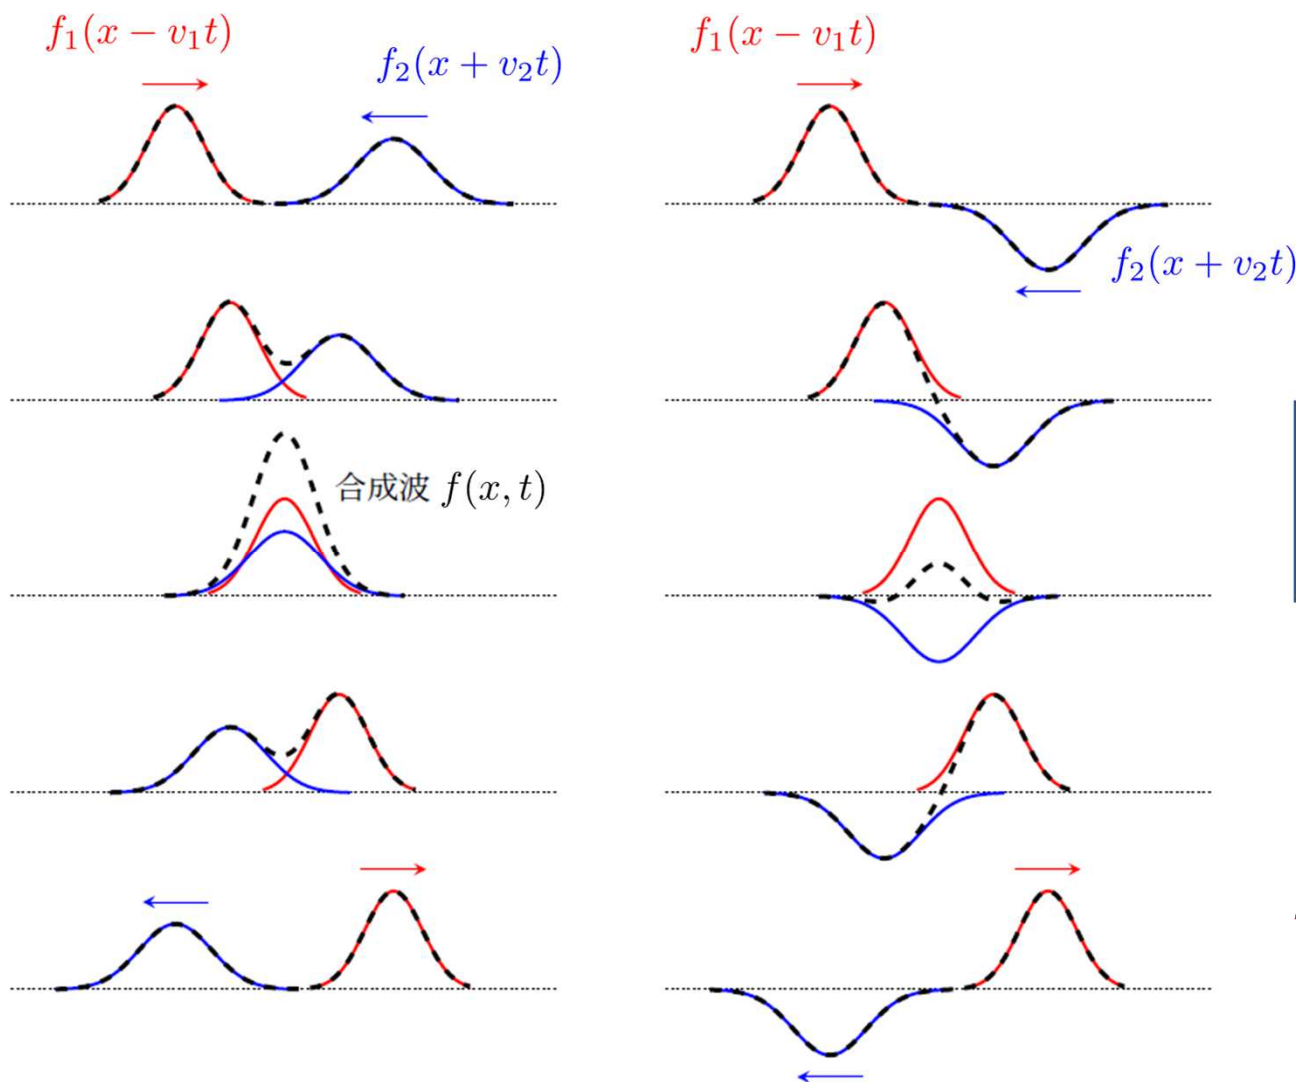 f₁(x − v₁t)
f₂(x + v₂t)
合成波 f(x, t)
f₁(x − v₁t)
f₂(x + v₂t)